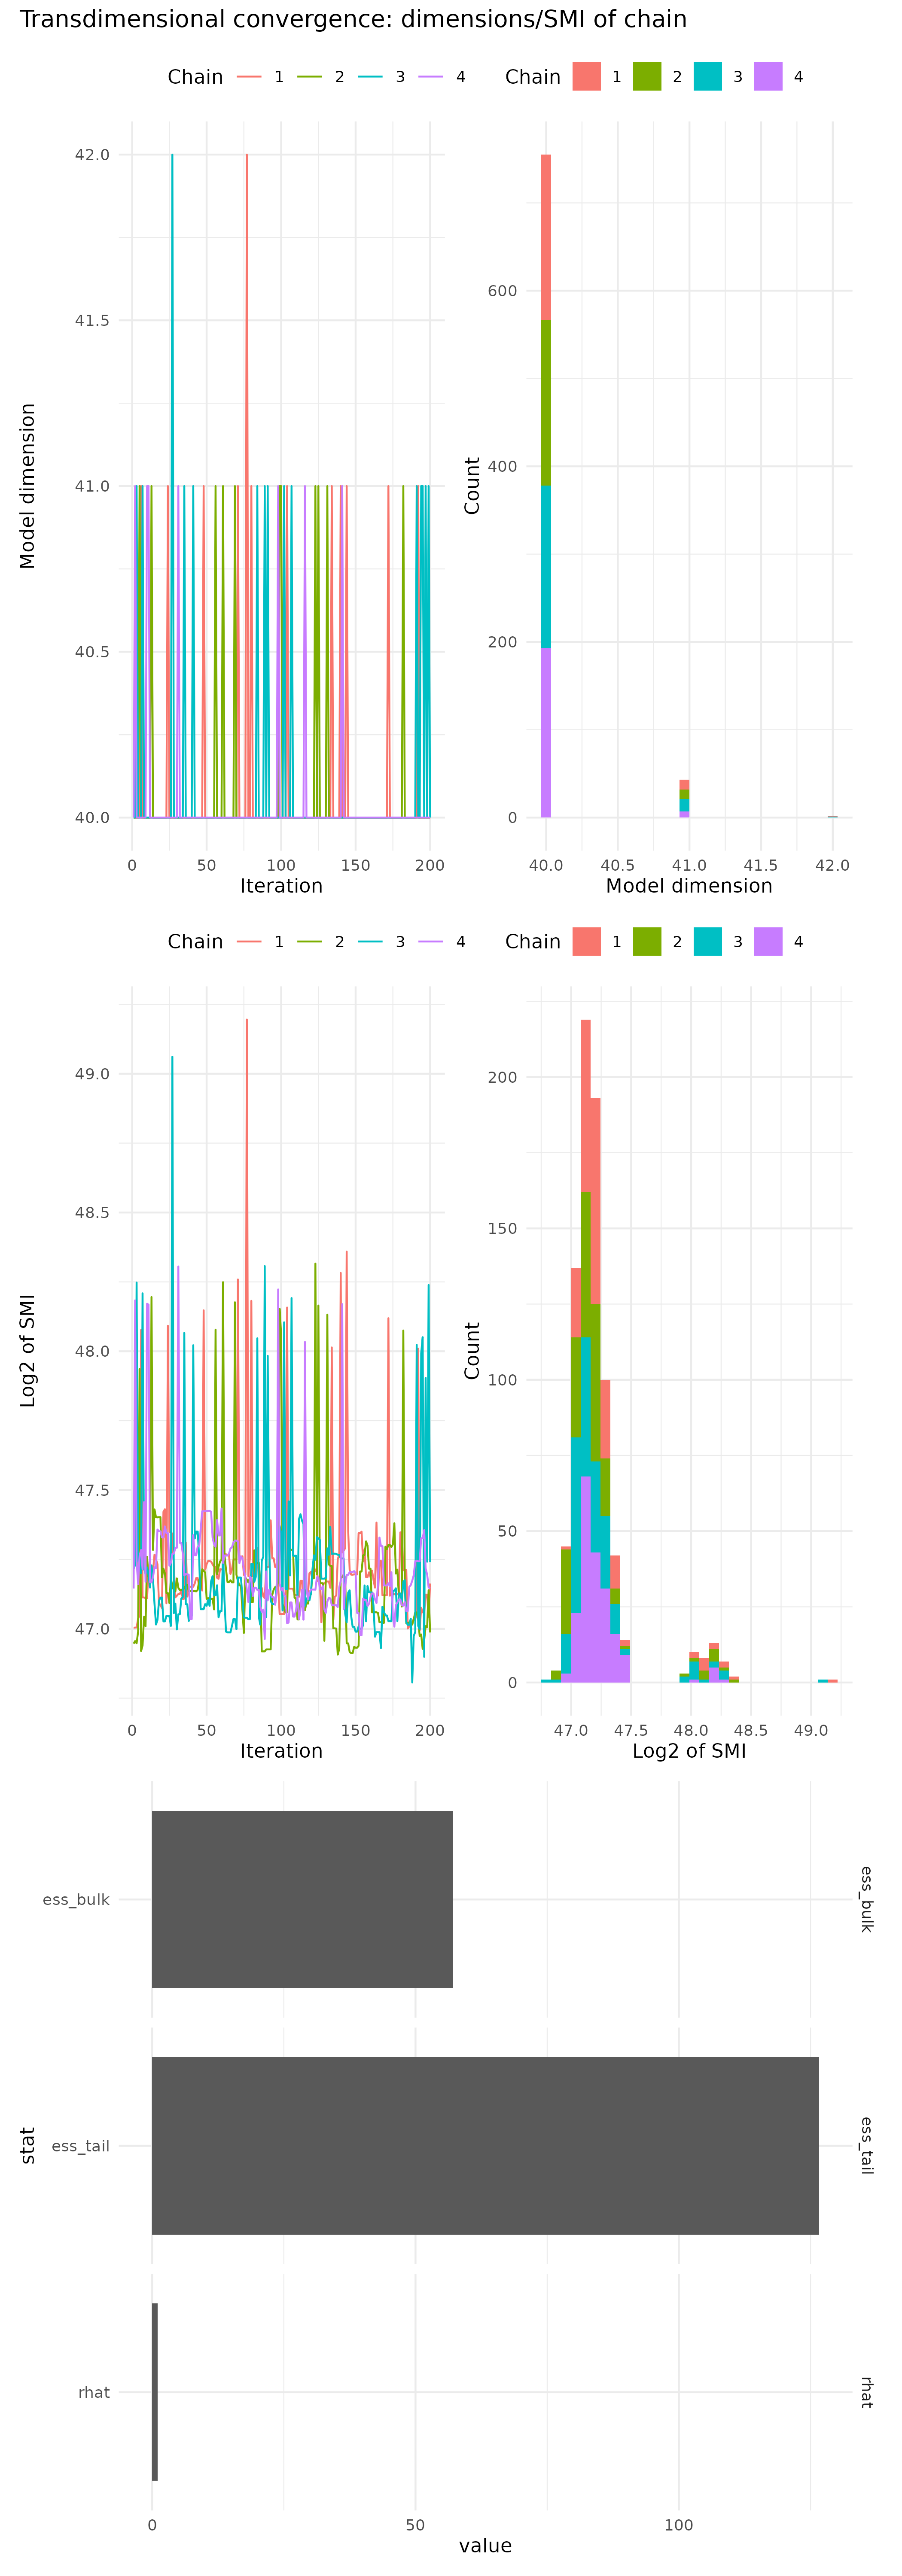 Transdimensional convergence: dimensions/SMI of chain
Chain 1 2 3 4
Chain 1 2 3 4
Model dimension
42.0
41.5
41.0
40.5
40.0
0 50 100 150 200
Iteration
Count
600
400
200
0
40.0 40.5 41.0 41.5 42.0
Model dimension
Chain 1 2 3 4
Chain 1 2 3 4
Log2 of SMI
49.0
48.5
48.0
47.5
47.0
0 50 100 150 200
Iteration
Count
200
150
100
50
0
47.0 47.5 48.0 48.5 49.0
Log2 of SMI
stat
ess_bulk
ess_bulk
ess_tail
ess_tail
rhat
rhat
0 50 100
value